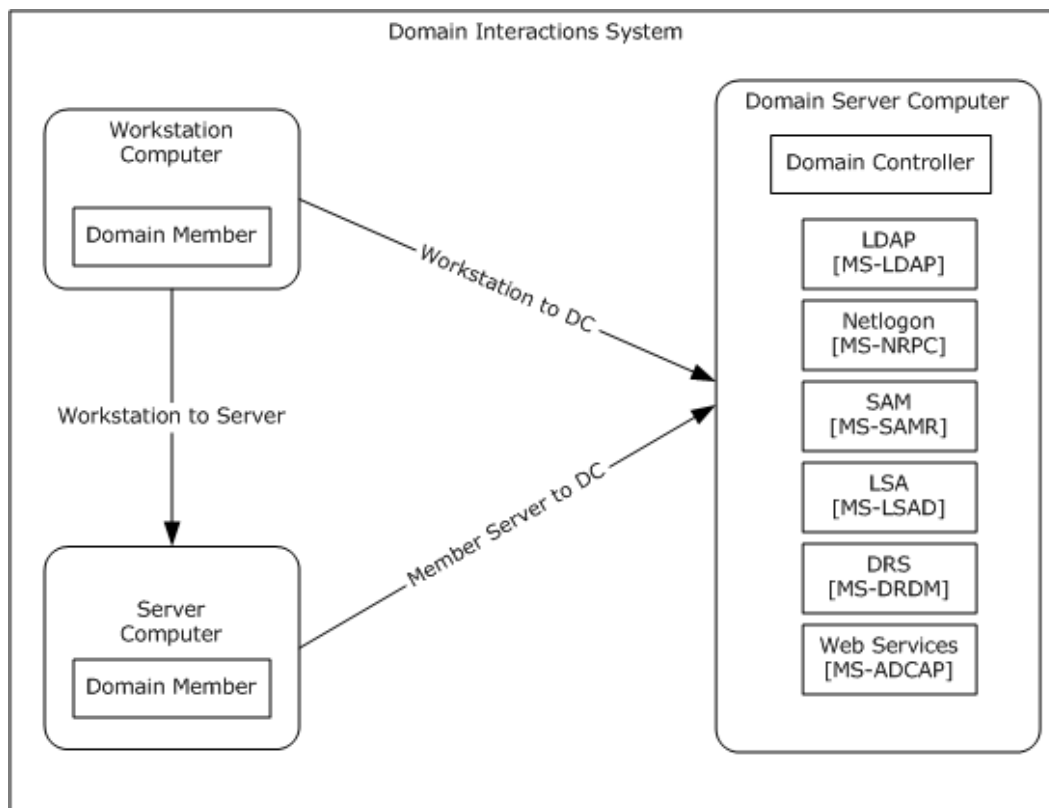 Domain Interactions System
Workstation
Computer
Domain Member
Workstation to DC
Workstation to Server
Member Server to DC
Server
Computer
Domain Member
Domain Server Computer
Domain Controller
LDAP
[MS-LDAP]
Netlogon
[MS-NRPC]
SAM
[MS-SAMR]
LSA
[MS-LSAD]
DRS
[MS-DRDM]
Web Services
[MS-ADCAP]